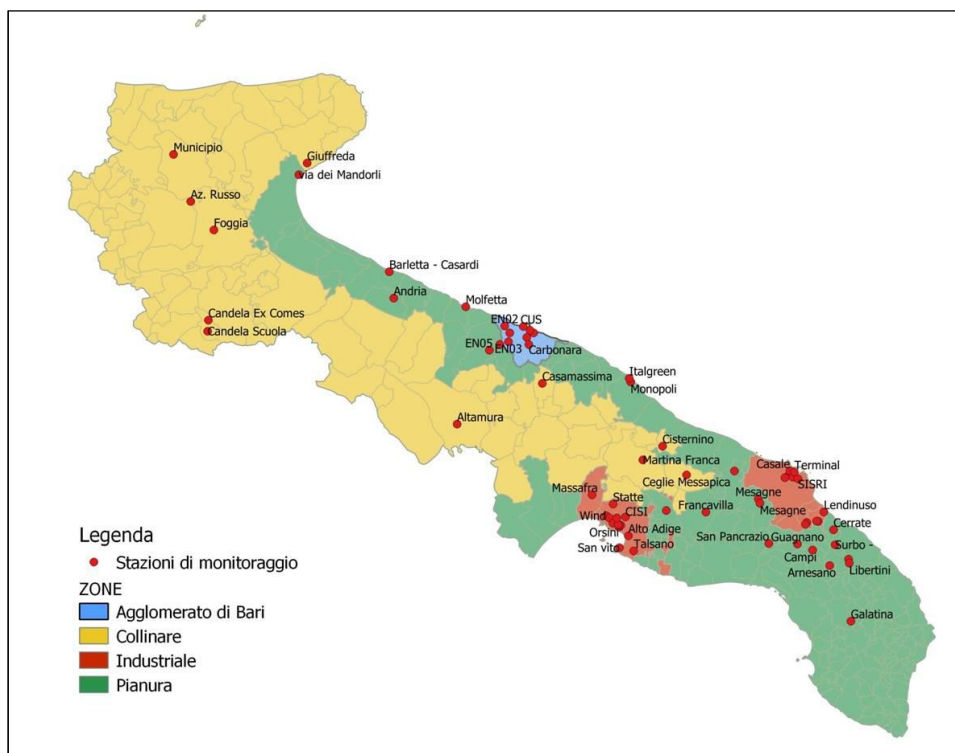 Municipio
Giuffreda
via dei Mandorli
Az. Russo
Foggia
Barletta - Casardi
Andria
Molfetta
Candela Ex Comes
Candela Scuola
EN02 CUS
EN05 EN03 Carbonara
Italgreen
Monopoli
Casamassima
Altamura
Cisternino
Martina Franca
Casale Terminal
Ceglie Messapica
SISRI
Massafra
Statte
Mesagne
Lendinuso
Wind CISI
Francavilla
Mesagne
Cerrate
Orsini Alto Adige
San Pancrazio Guagnano
Surbo -
San vito Talsano
Campi
Libertini
Arnesano
Galatina
Legenda
Stazioni di monitoraggio
ZONE
Agglomerato di Bari
Collinare
Industriale
Pianura